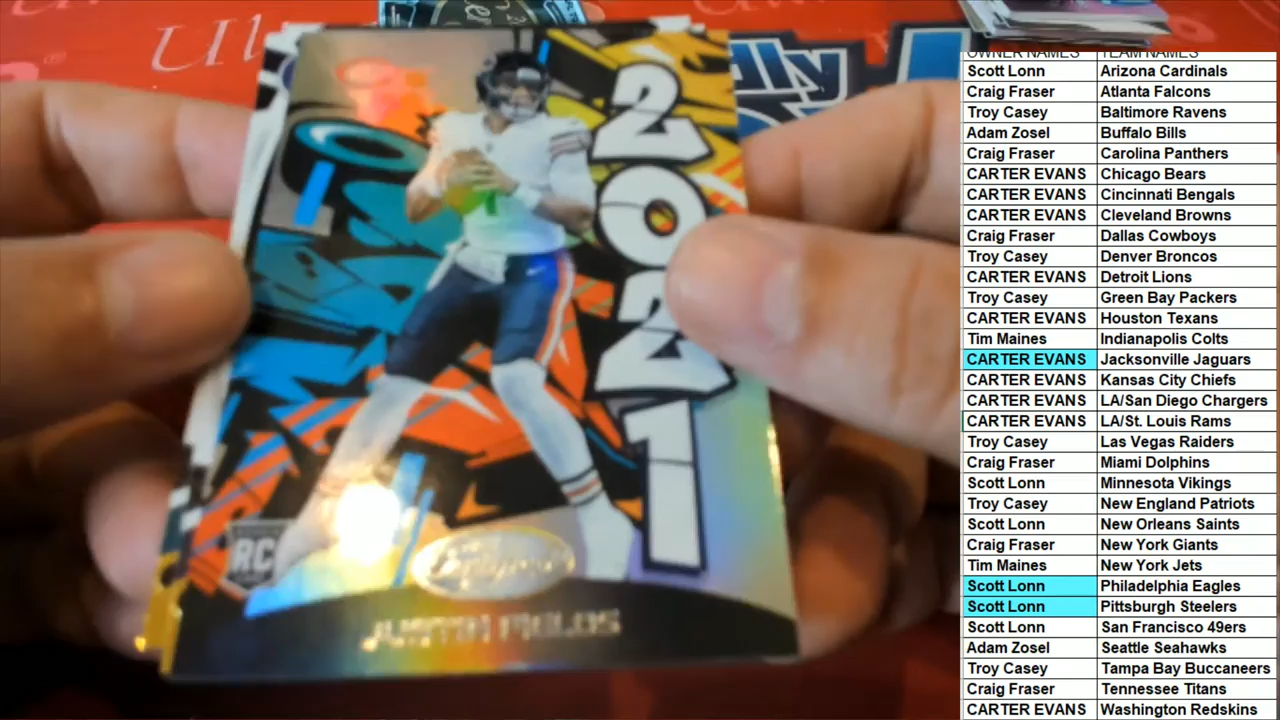 2021
RC
JUSTIN FIELDS
OWNER NAMES TEAM NAMES
Scott Lonn Arizona Cardinals
Craig Fraser Atlanta Falcons
Troy Casey Baltimore Ravens
Adam Zosel Buffalo Bills
Craig Fraser Carolina Panthers
CARTER EVANS Chicago Bears
CARTER EVANS Cincinnati Bengals
CARTER EVANS Cleveland Browns
Craig Fraser Dallas Cowboys
Troy Casey Denver Broncos
CARTER EVANS Detroit Lions
Troy Casey Green Bay Packers
CARTER EVANS Houston Texans
Tim Maines Indianapolis Colts
CARTER EVANS Jacksonville Jaguars
CARTER EVANS Kansas City Chiefs
CARTER EVANS LA/San Diego Chargers
CARTER EVANS LA/St. Louis Rams
Troy Casey Las Vegas Raiders
Craig Fraser Miami Dolphins
Scott Lonn Minnesota Vikings
Troy Casey New England Patriots
Scott Lonn New Orleans Saints
Craig Fraser New York Giants
Tim Maines New York Jets
Scott Lonn Philadelphia Eagles
Scott Lonn Pittsburgh Steelers
Scott Lonn San Francisco 49ers
Adam Zosel Seattle Seahawks
Troy Casey Tampa Bay Buccaneers
Craig Fraser Tennessee Titans
CARTER EVANS Washington Redskins